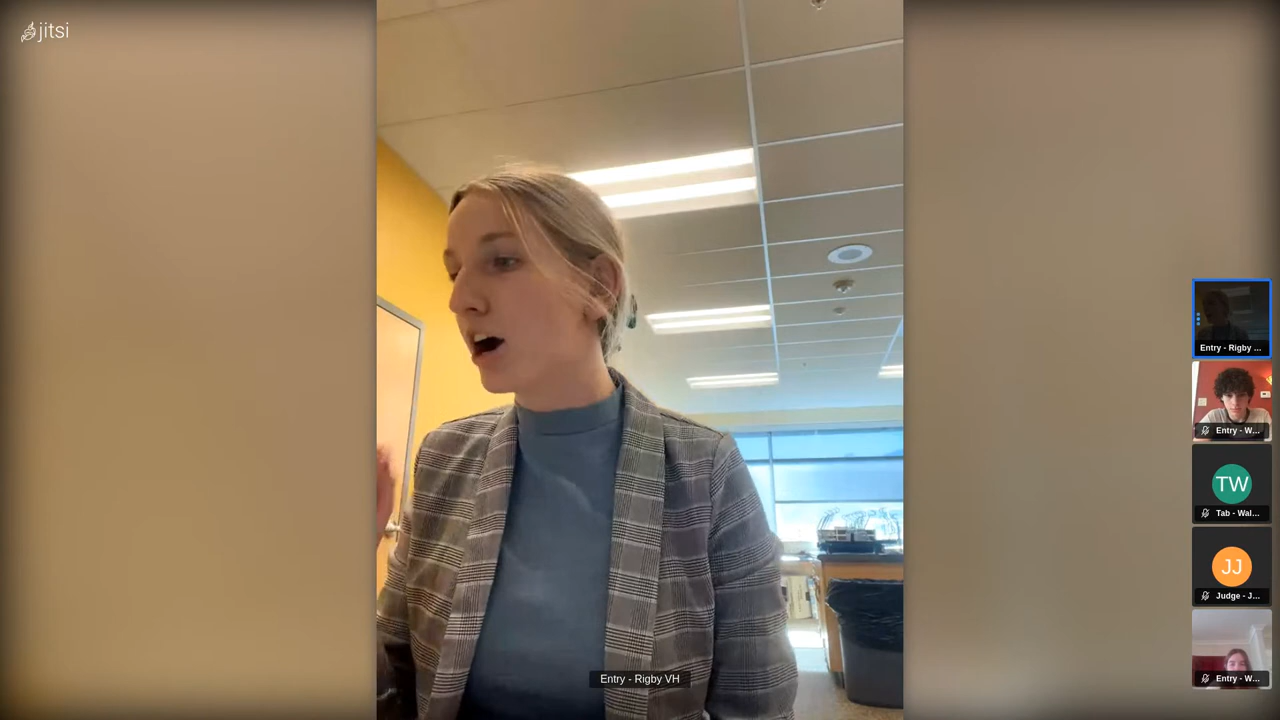 jitsi
Entry - Rigby VH
Entry - Rigby ...
Entry - W...
TW
Tab - Wal...
JJ
Judge - J...
Entry - W...